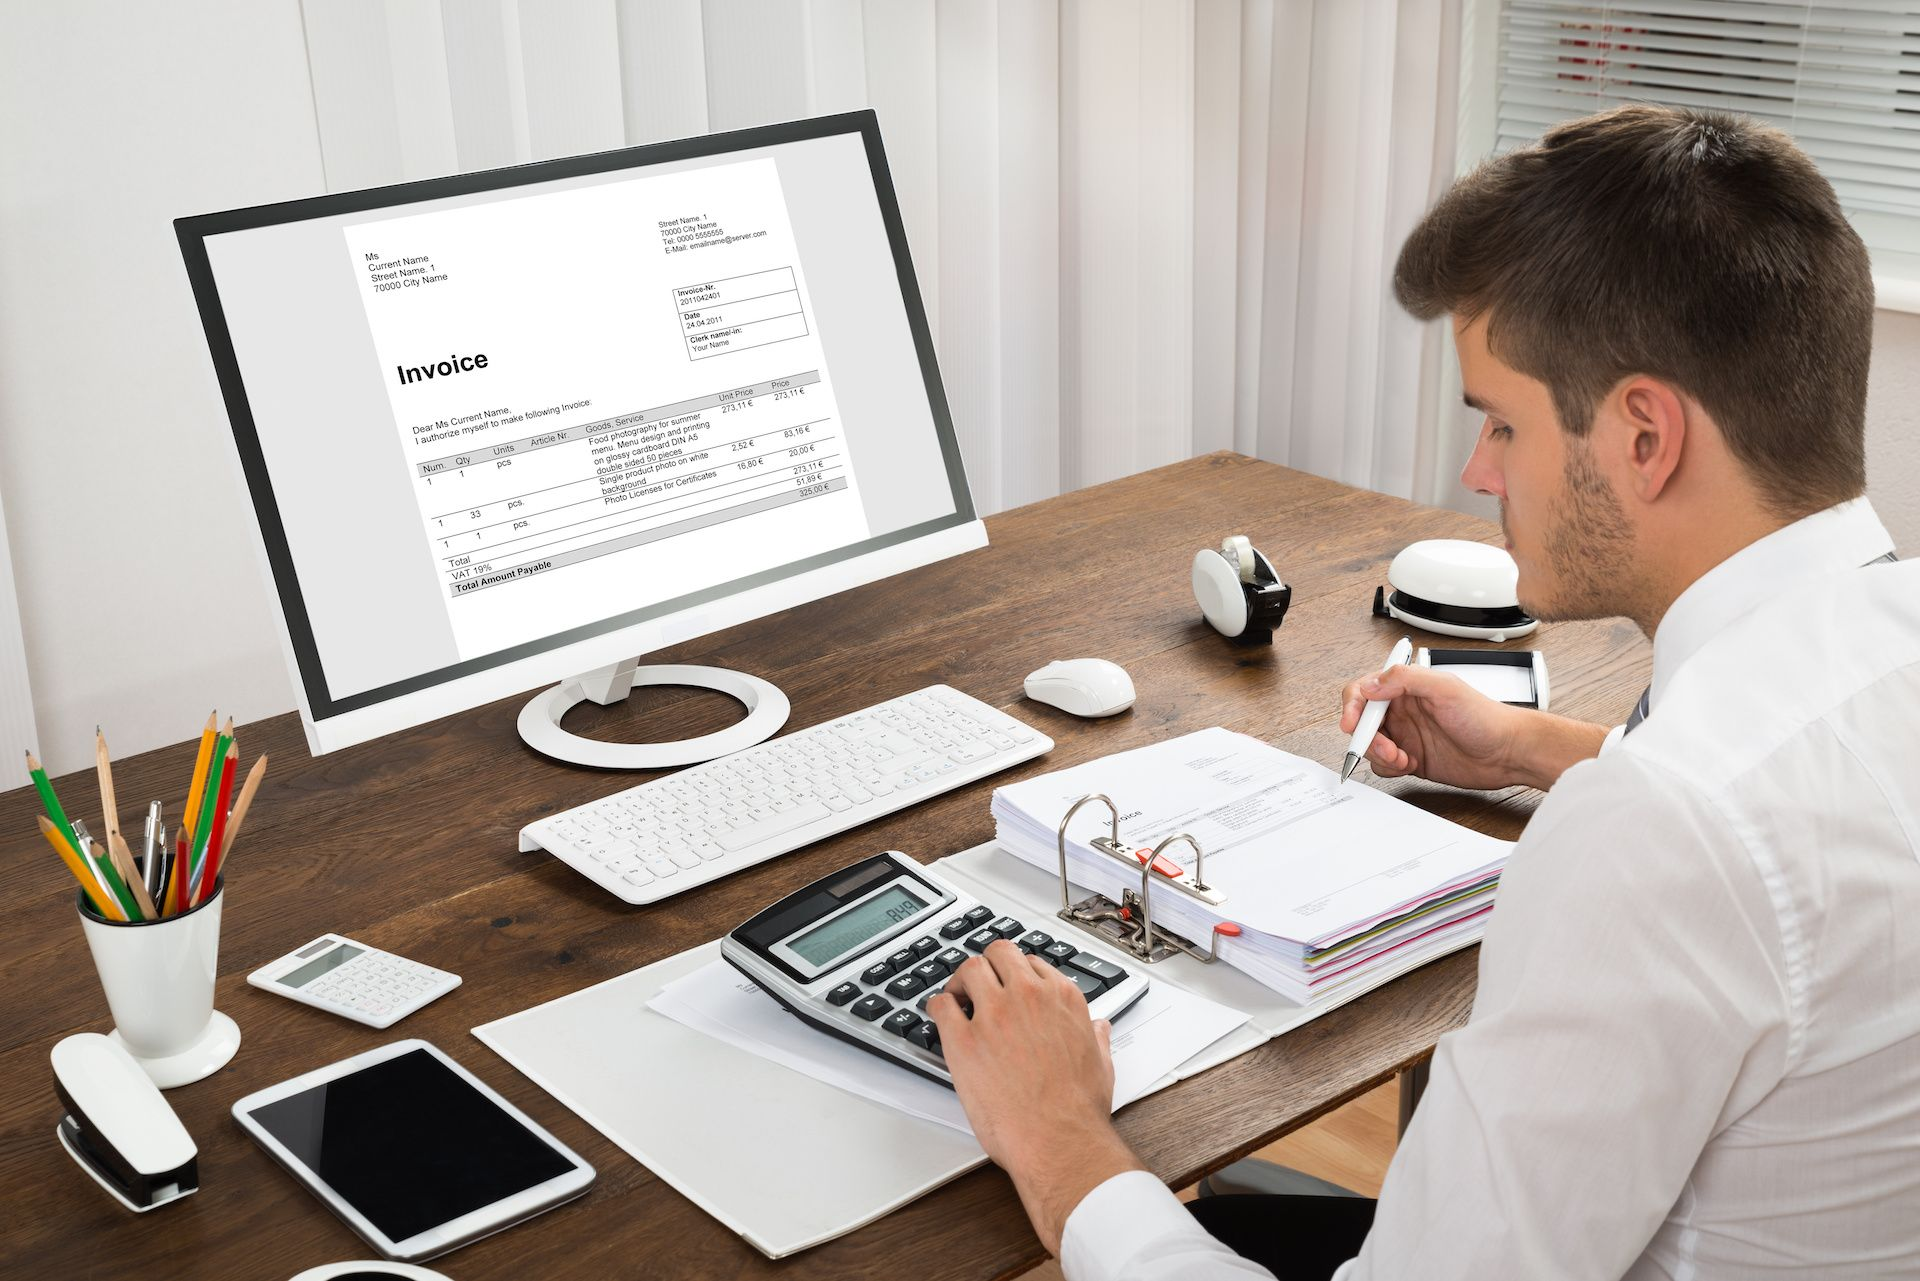 Ms
Current Name
Street Name. 1
70000 City Name
Street Name. 1
70000 City Name
Tel: 0000 5555555
E-Mail: emailname@server.com
Invoice-Nr.
2011042401
Date
24.04.2011
Clerk name/-in:
Your Name
Invoice
Dear Ms Current Name,
I authorize myself to make following Invoice:
Num. Qty Units Article Nr. Goods, Service Unit Price Price
1 1 pcs Food photography for summer 273,11 € 273,11 €
menu. Menu design and printing
on glossy cardboard DIN A5
double sided 50 pieces
1 33 pcs. Single product photo on white 2,52 € 83,16 €
background
1 1 pcs. Photo Licenses for Certificates 16,80 € 20,00 €
Total 273,11 €
VAT 19% 51,89 €
Total Amount Payable 325,00 €
Invoice
849